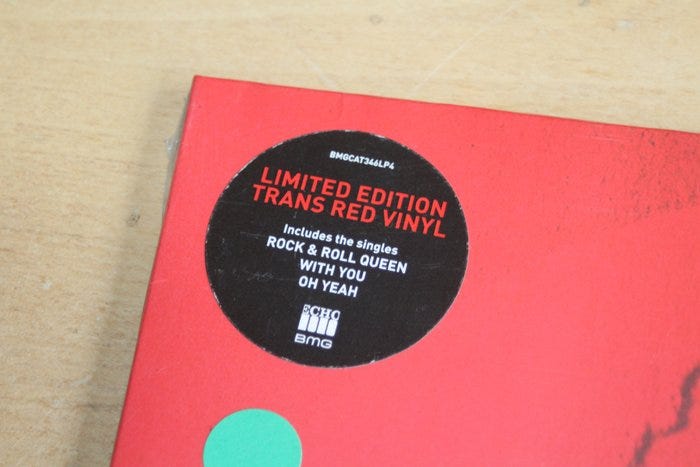 BMGCAT346LP4
LIMITED EDITION
TRANS RED VINYL
Includes the singles
ROCK & ROLL QUEEN
WITH YOU
OH YEAH
ECHO
BMG